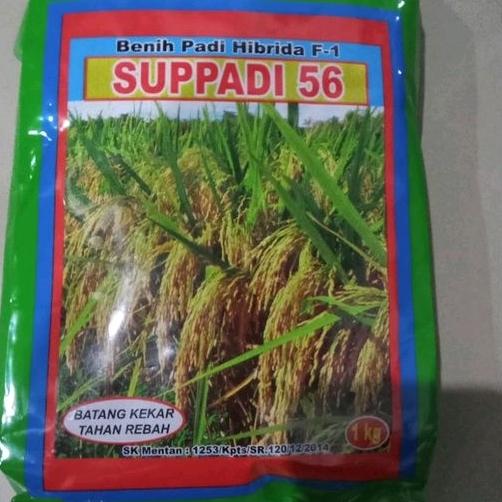 Benih Padi Hibrida F-1
SUPPADI 56
BATANG KEKAR
TAHAN REBAH
1 kg
SK Mentan : 1253/Kpts/SR.120/12/2014